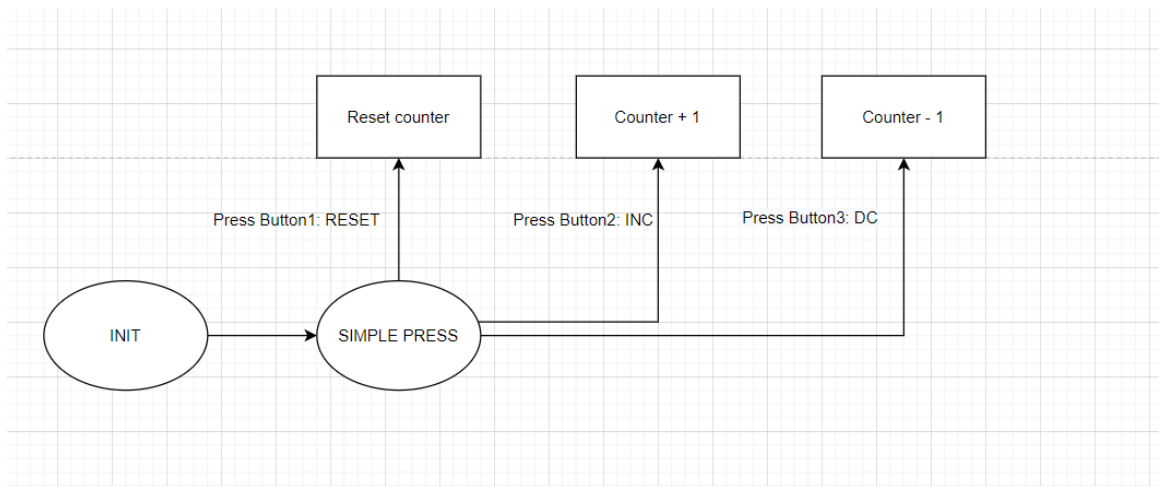 Reset counter
Counter + 1
Counter - 1
Press Button1: RESET
Press Button2: INC
Press Button3: DC
INIT
SIMPLE PRESS